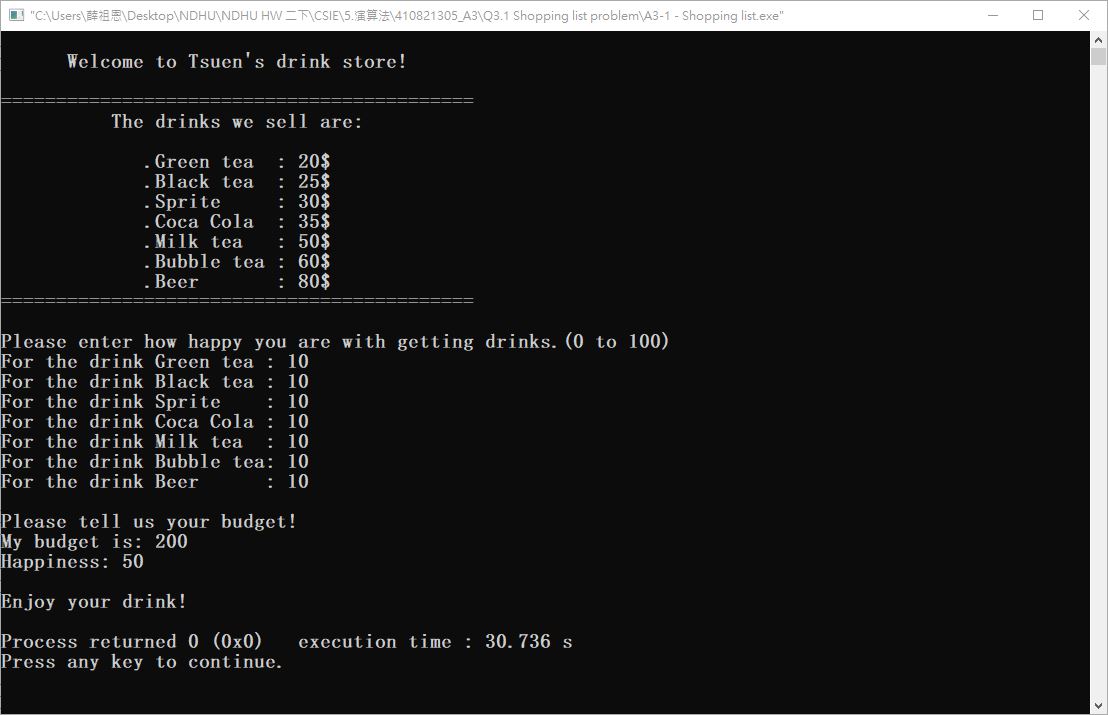 "C:\Users\薛祖恩\Desktop\NDHU\NDHU HW 二下\CSIE\5.演算法\410821305_A3\Q3.1 Shopping list problem\A3-1 - Shopping list.exe"
Welcome to Tsuen's drink store!
===========================================
The drinks we sell are:
.Green tea  : 20$
.Black tea  : 25$
.Sprite     : 30$
.Coca Cola  : 35$
.Milk tea   : 50$
.Bubble tea : 60$
.Beer       : 80$
===========================================
Please enter how happy you are with getting drinks.(0 to 100)
For the drink Green tea : 10
For the drink Black tea : 10
For the drink Sprite    : 10
For the drink Coca Cola : 10
For the drink Milk tea  : 10
For the drink Bubble tea: 10
For the drink Beer      : 10
Please tell us your budget!
My budget is: 200
Happiness: 50
Enjoy your drink!
Process returned 0 (0x0)   execution time : 30.736 s
Press any key to continue.